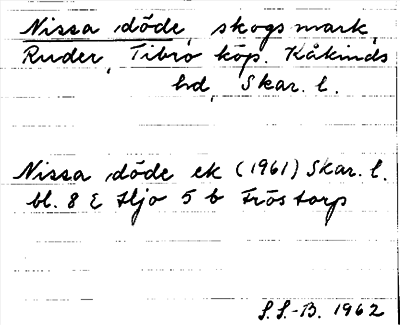 Nissa döde, skogsmark,
Ruder, Tibro köp. Kåkinds
hd, Skar. l.
Nissa döde ek (1961) Skar. l.
bl. 8 E Hjo 5 b Fröstorp
S.S.-B. 1962